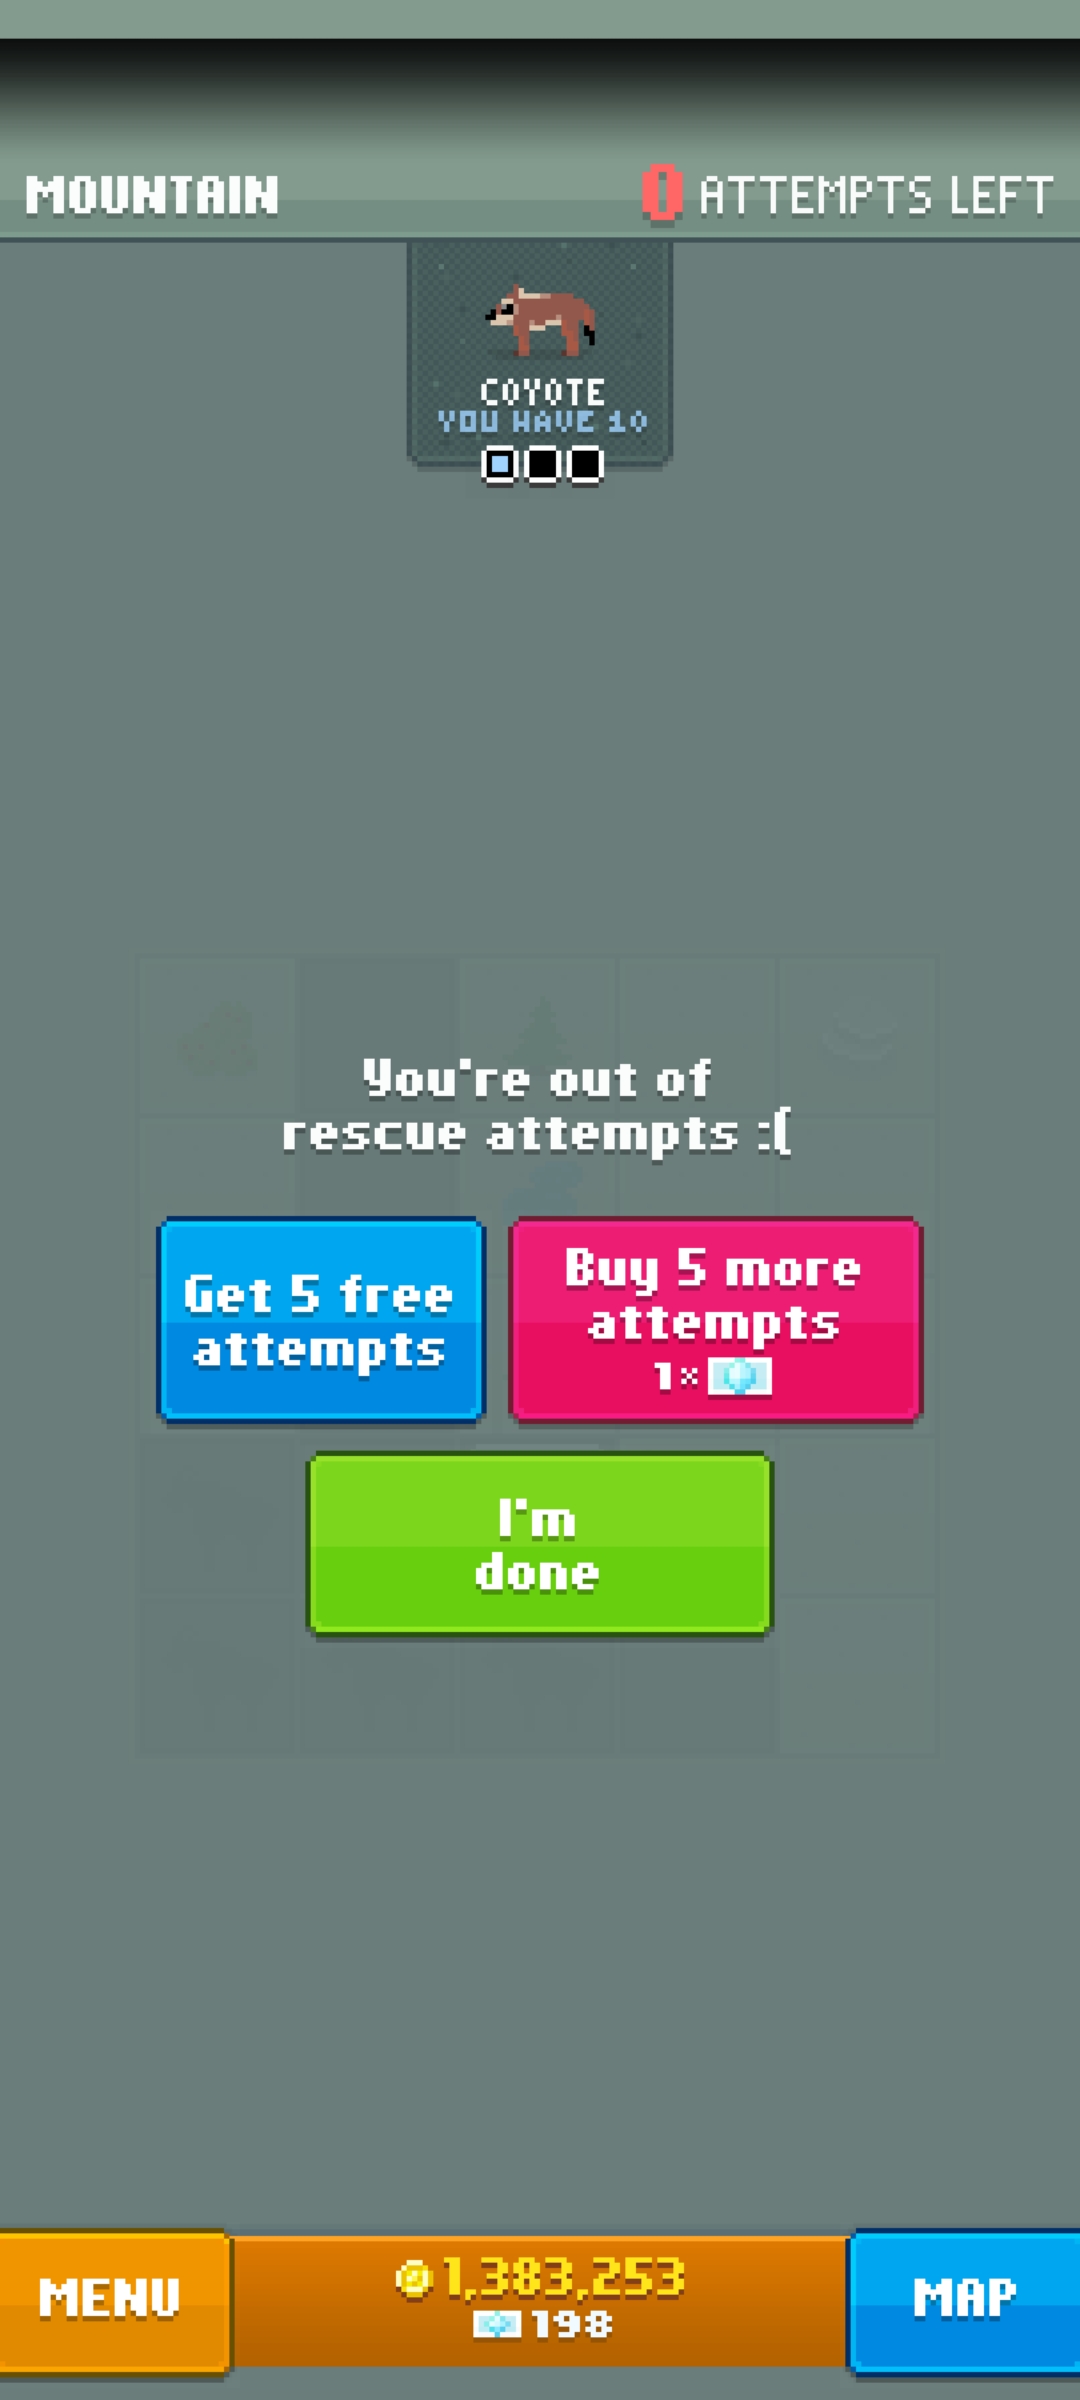 MOUNTAIN
0 ATTEMPTS LEFT
COYOTE
YOU HAVE 10
You're out of
rescue attempts :(
Get 5 free
attempts
Buy 5 more
attempts
1×
I'm
done
MENU
1,383,253
198
MAP